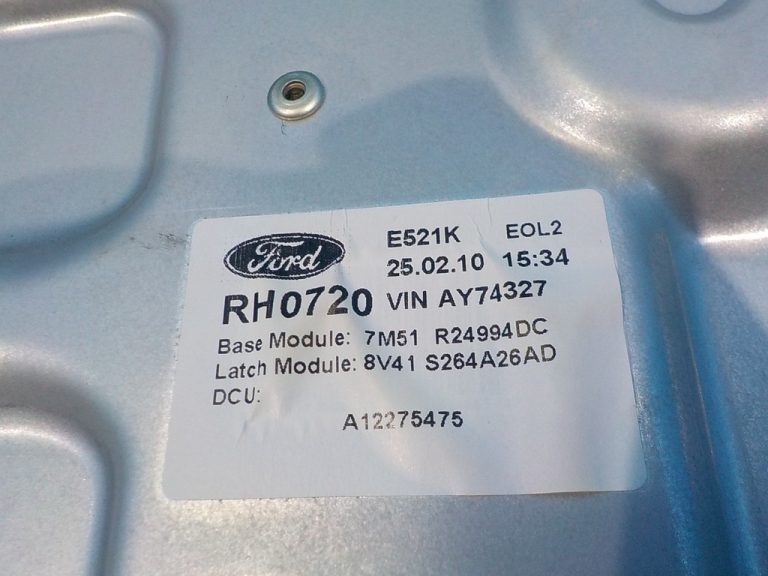 Ford E521K EOL2
25.02.10 15:34
RH0720 VIN AY74327
Base Module: 7M51 R24994DC
Latch Module: 8V41 S264A26AD
DCU:
A12275475